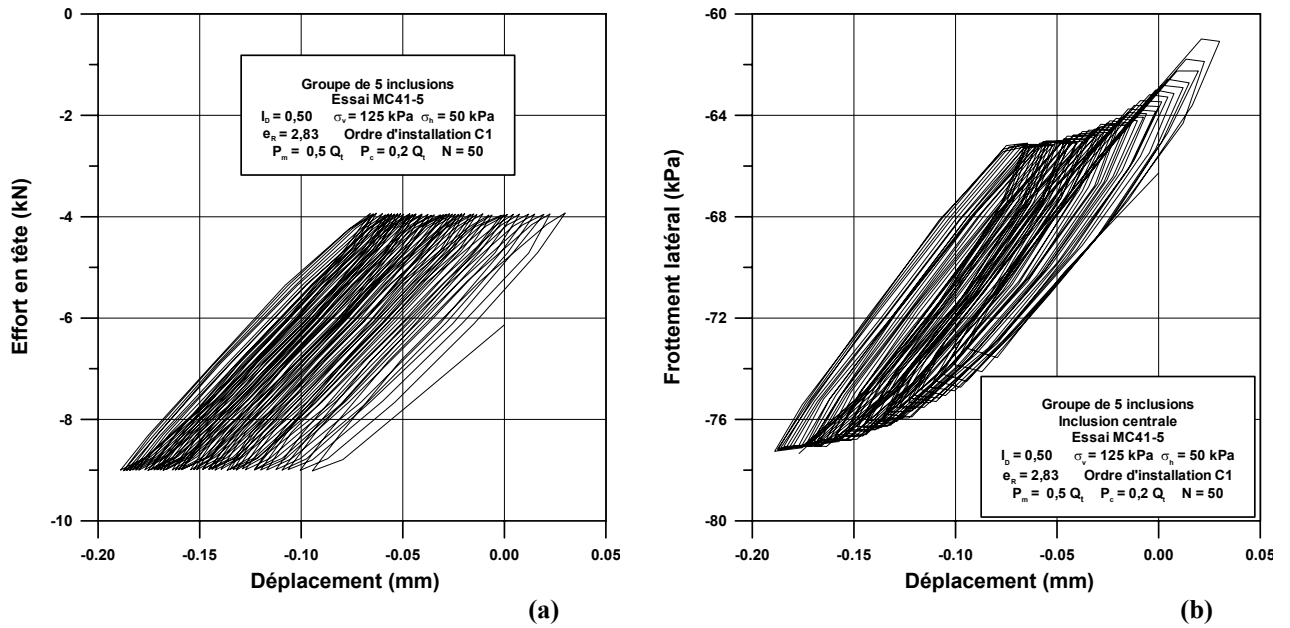 0
-2
-4
-6
-8
-10
Effort en tête (kN)
Groupe de 5 inclusions
Essai MC41-5
I_D = 0,50 σ_v = 125 kPa σ_h = 50 kPa
e_R = 2,83 Ordre d'installation C1
P_m = 0,5 Q_t P_c = 0,2 Q_t N = 50
-0.20 -0.15 -0.10 -0.05 0.00 0.05
Déplacement (mm)
(a)
-60
-64
-68
-72
-76
-80
Frottement latéral (kPa)
Groupe de 5 inclusions
Inclusion centrale
Essai MC41-5
I_D = 0,50 σ_v = 125 kPa σ_h = 50 kPa
e_R = 2,83 Ordre d'installation C1
P_m = 0,5 Q_t P_c = 0,2 Q_t N = 50
-0.20 -0.15 -0.10 -0.05 0.00 0.05
Déplacement (mm)
(b)